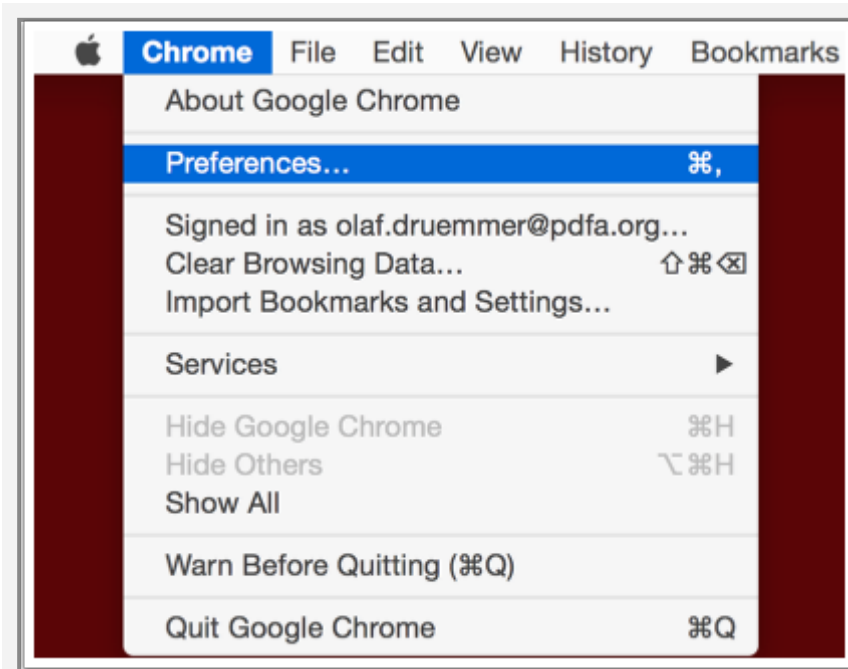 Chrome File Edit View History Bookmarks
About Google Chrome
Preferences... ⌘,
Signed in as olaf.druemmer@pdfa.org...
Clear Browsing Data... ⇧⌘⌫
Import Bookmarks and Settings...
Services ▶
Hide Google Chrome ⌘H
Hide Others ⌥⌘H
Show All
Warn Before Quitting (⌘Q)
Quit Google Chrome ⌘Q